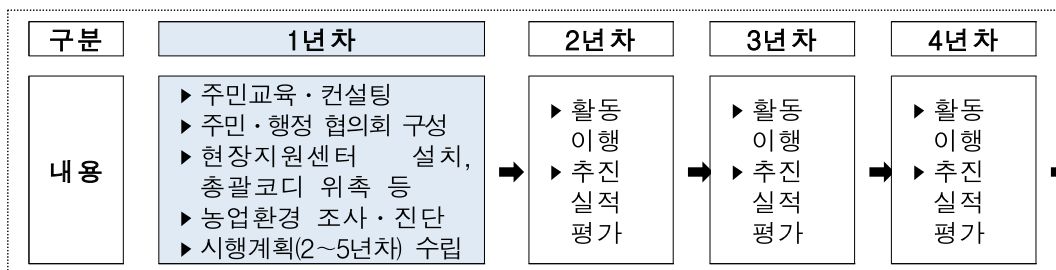 구분
1년차
2년차
3년차
4년차
내용
▶ 주민교육·컨설팅
▶ 주민·행정 협의회 구성
▶ 현장지원센터 설치,
총괄코디 위촉 등
▶ 농업환경 조사·진단
▶ 시행계획(2~5년차) 수립
➡
▶ 활동
이행
▶ 추진
실적
평가
➡
▶ 활동
이행
▶ 추진
실적
평가
➡
▶ 활동
이행
▶ 추진
실적
평가